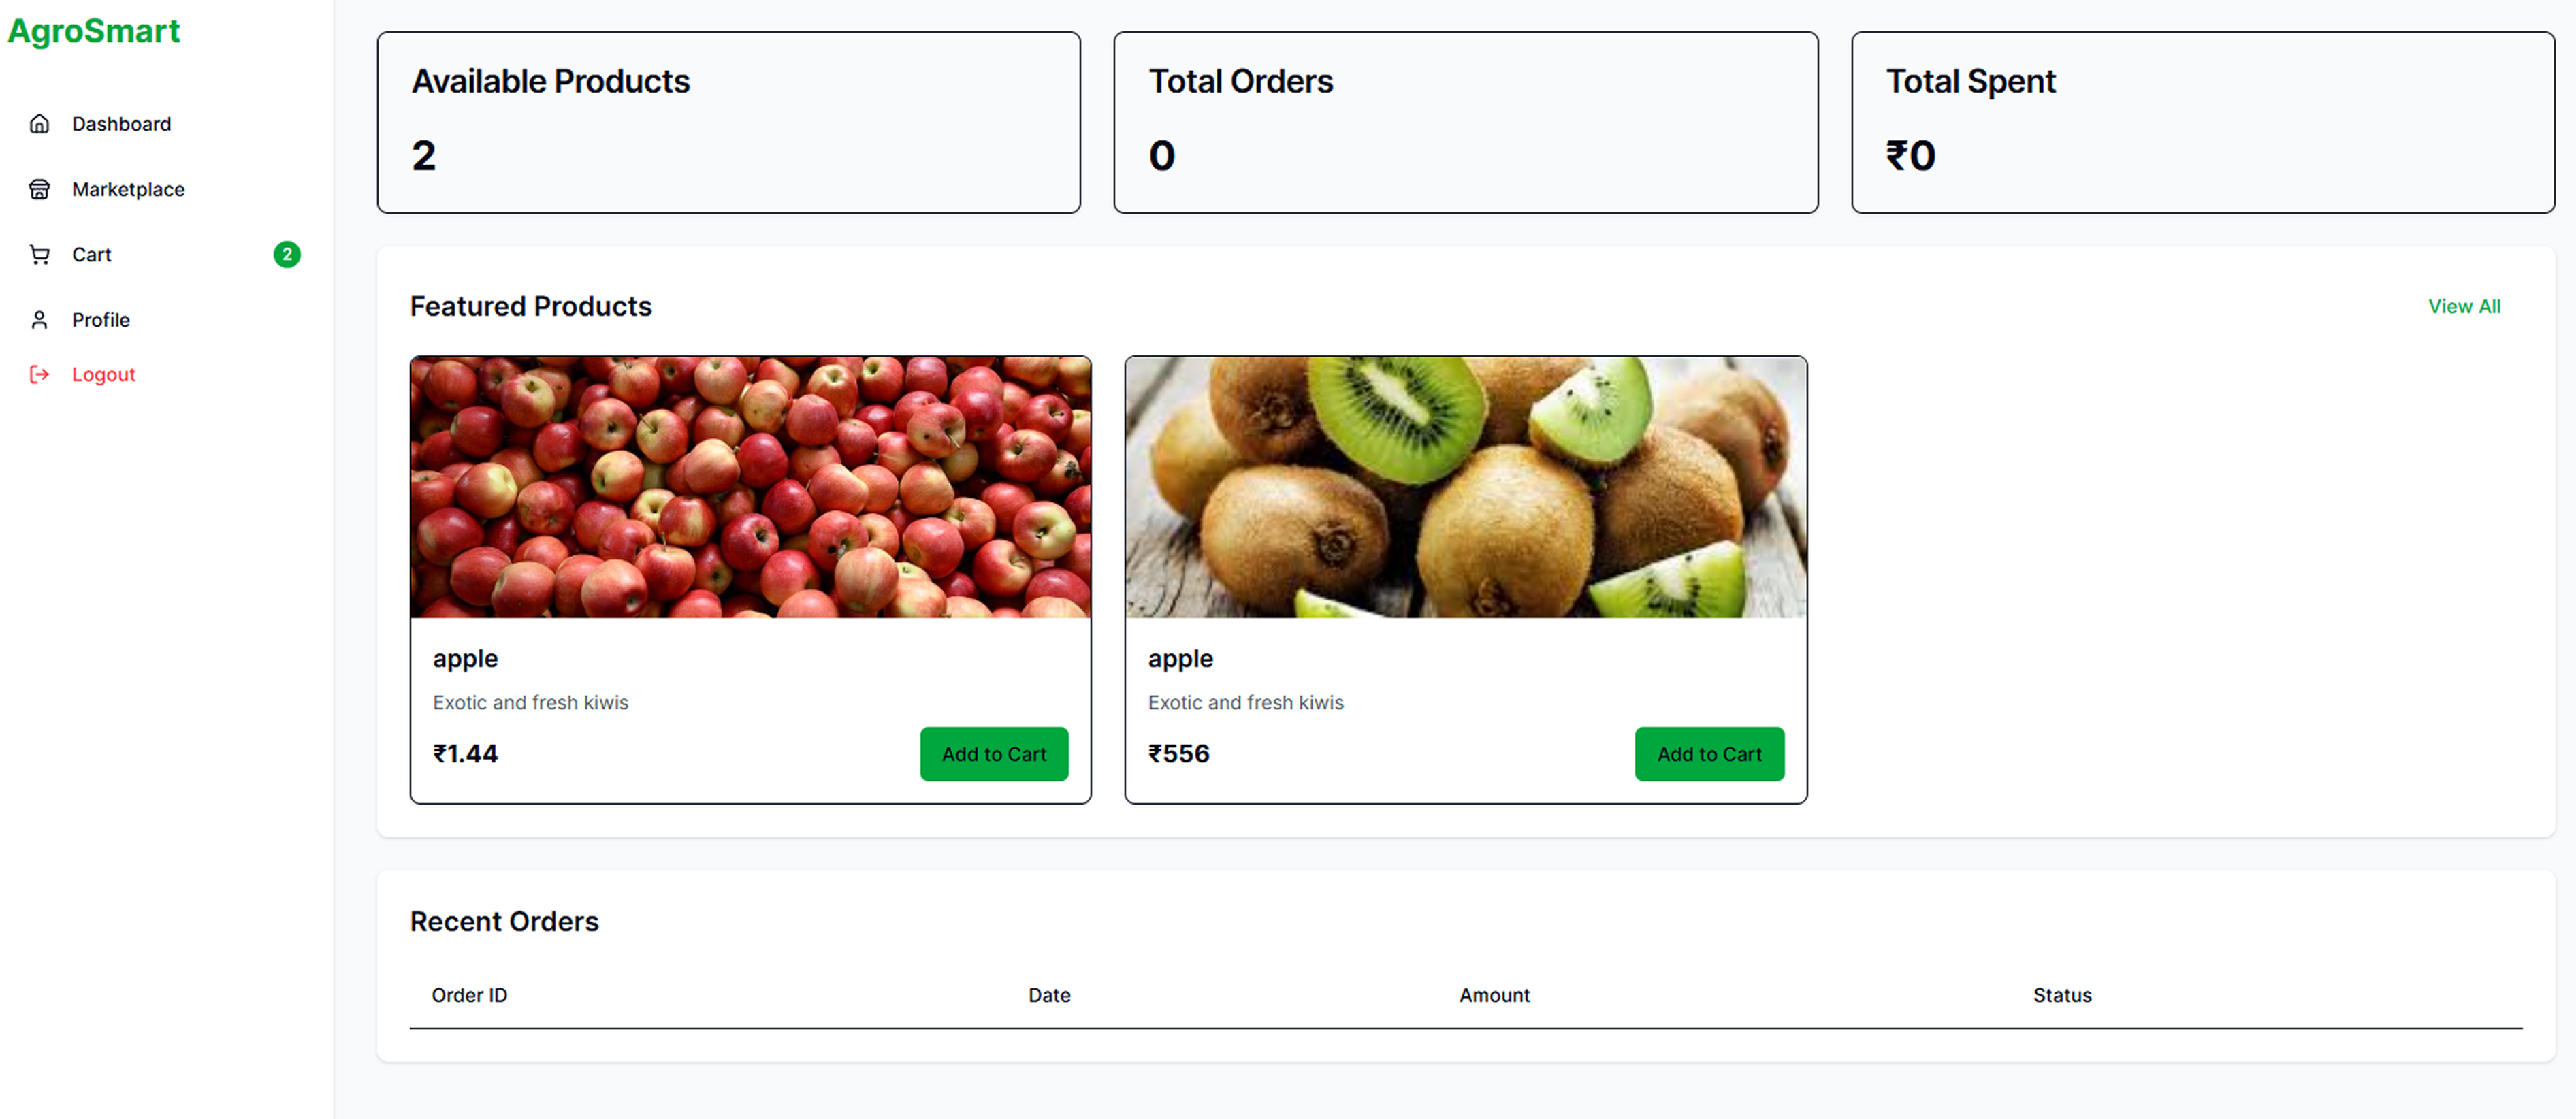 AgroSmart
Dashboard
Marketplace
Cart 2
Profile
Logout
Available Products
2
Total Orders
0
Total Spent
₹0
Featured Products
View All
apple
Exotic and fresh kiwis
₹1.44
Add to Cart
apple
Exotic and fresh kiwis
₹556
Add to Cart
Recent Orders
Order ID Date Amount Status